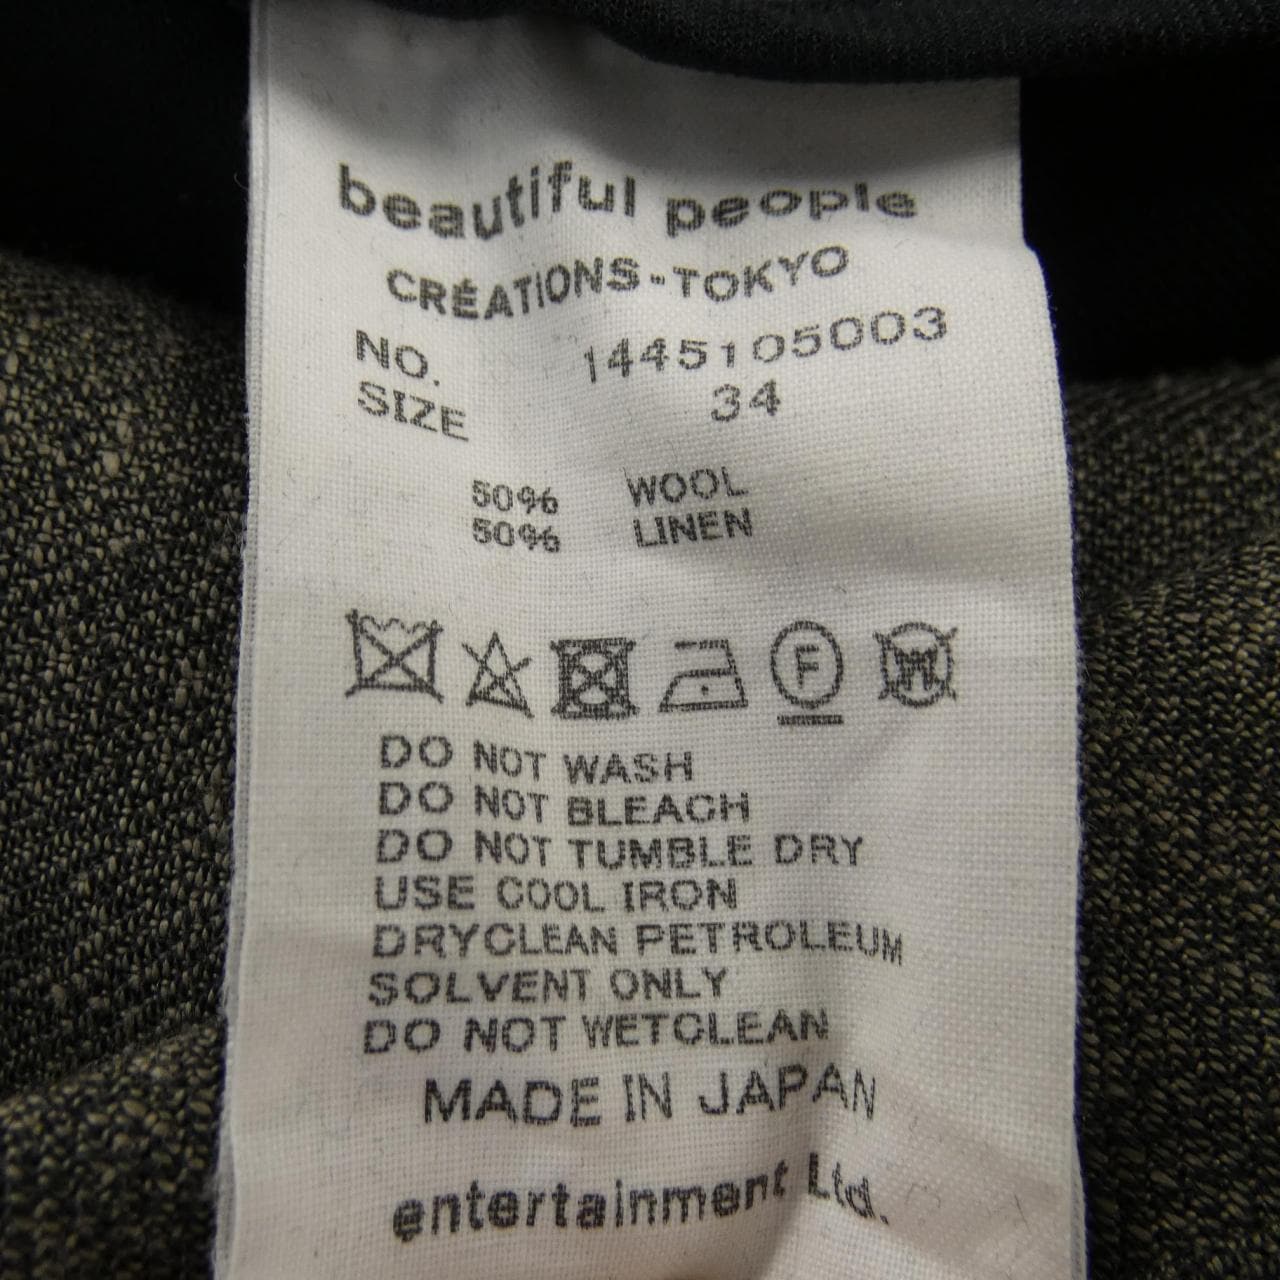 beautiful people
CRÉATIONS-TOKYO
NO. 1445105003
SIZE 34
50% WOOL
50% LINEN
F
W
DO NOT WASH
DO NOT BLEACH
DO NOT TUMBLE DRY
USE COOL IRON
DRYCLEAN PETROLEUM
SOLVENT ONLY
DO NOT WETCLEAN
MADE IN JAPAN
entertainment Ltd.